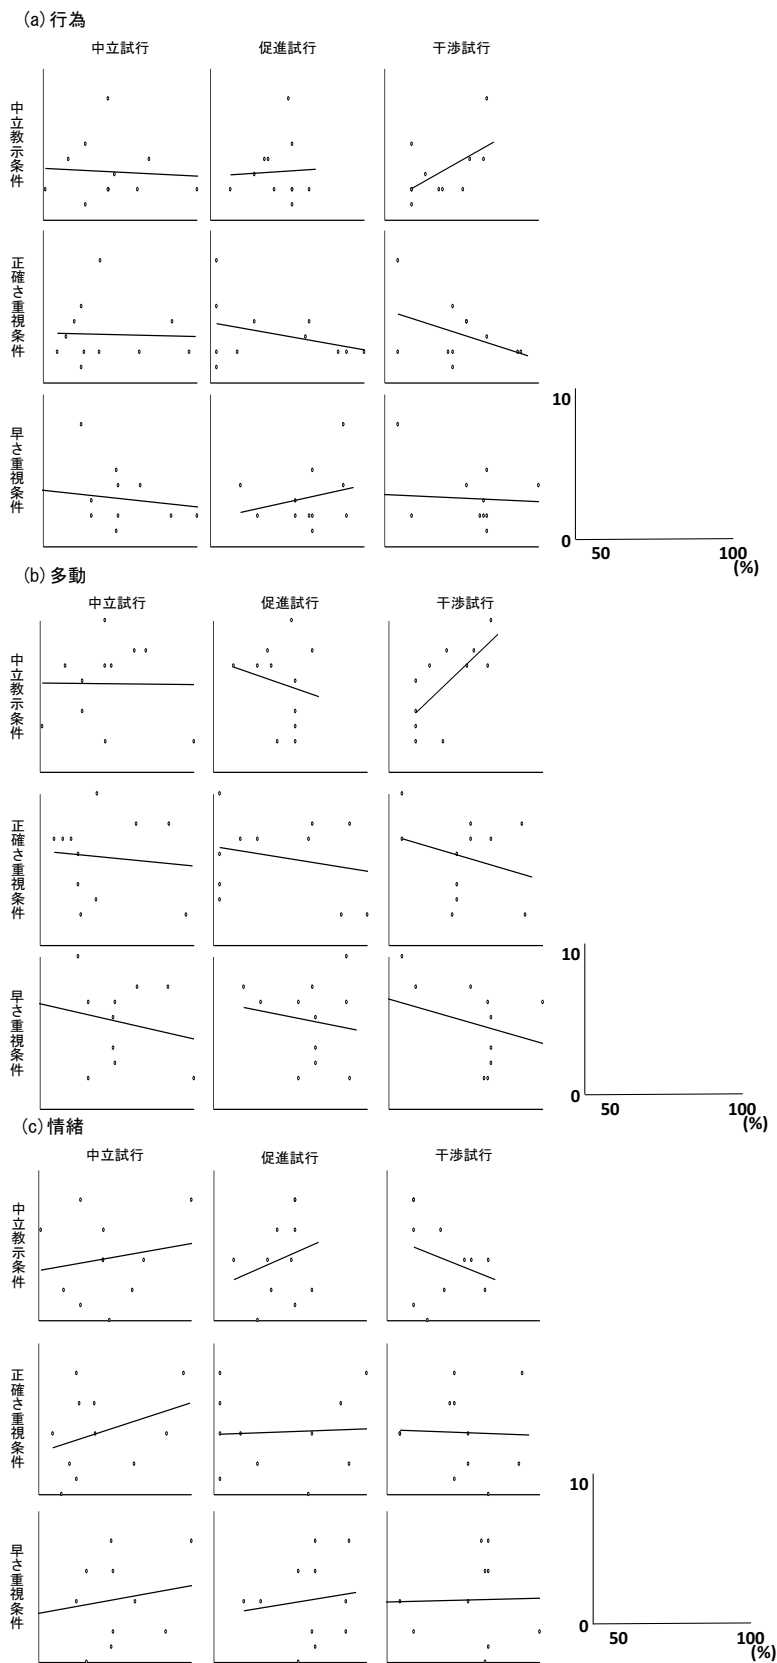 (a)行為
中立試行 促進試行 干渉試行
中立教示条件
正確さ重視条件
早さ重視条件
10
0
50 100
(%)
(b)多動
中立試行 促進試行 干渉試行
中立教示条件
正確さ重視条件
早さ重視条件
10
0
50 100
(%)
(c)情緒
中立試行 促進試行 干渉試行
中立教示条件
正確さ重視条件
早さ重視条件
10
0
50 100
(%)